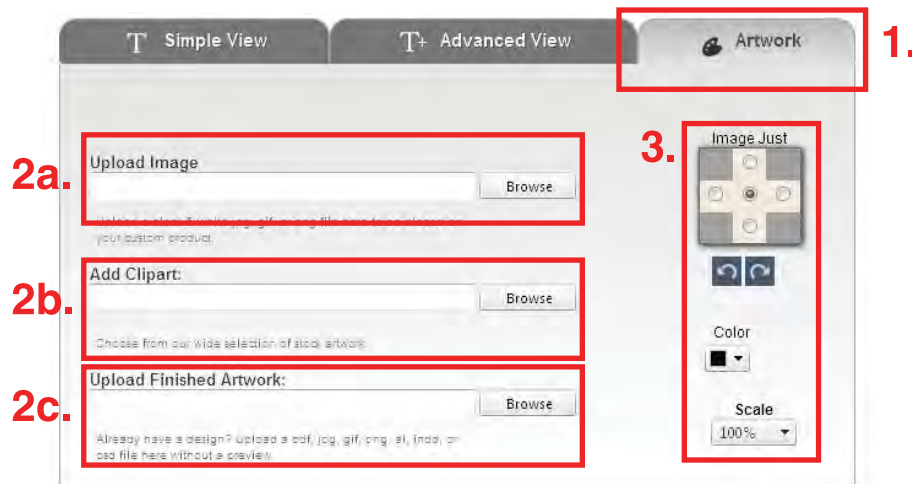 T Simple View
T+ Advanced View
Artwork
1.
2a.
Upload Image
Browse
your custom product.
2b.
Add Clipart:
Browse
Choose from our wide selection of stock artwork.
2c.
Upload Finished Artwork:
Browse
Already have a design? upload a pdf, jpg, gif, png, ai, indd, or
psd file here without a preview.
3.
Image Just
Color
Scale
100%